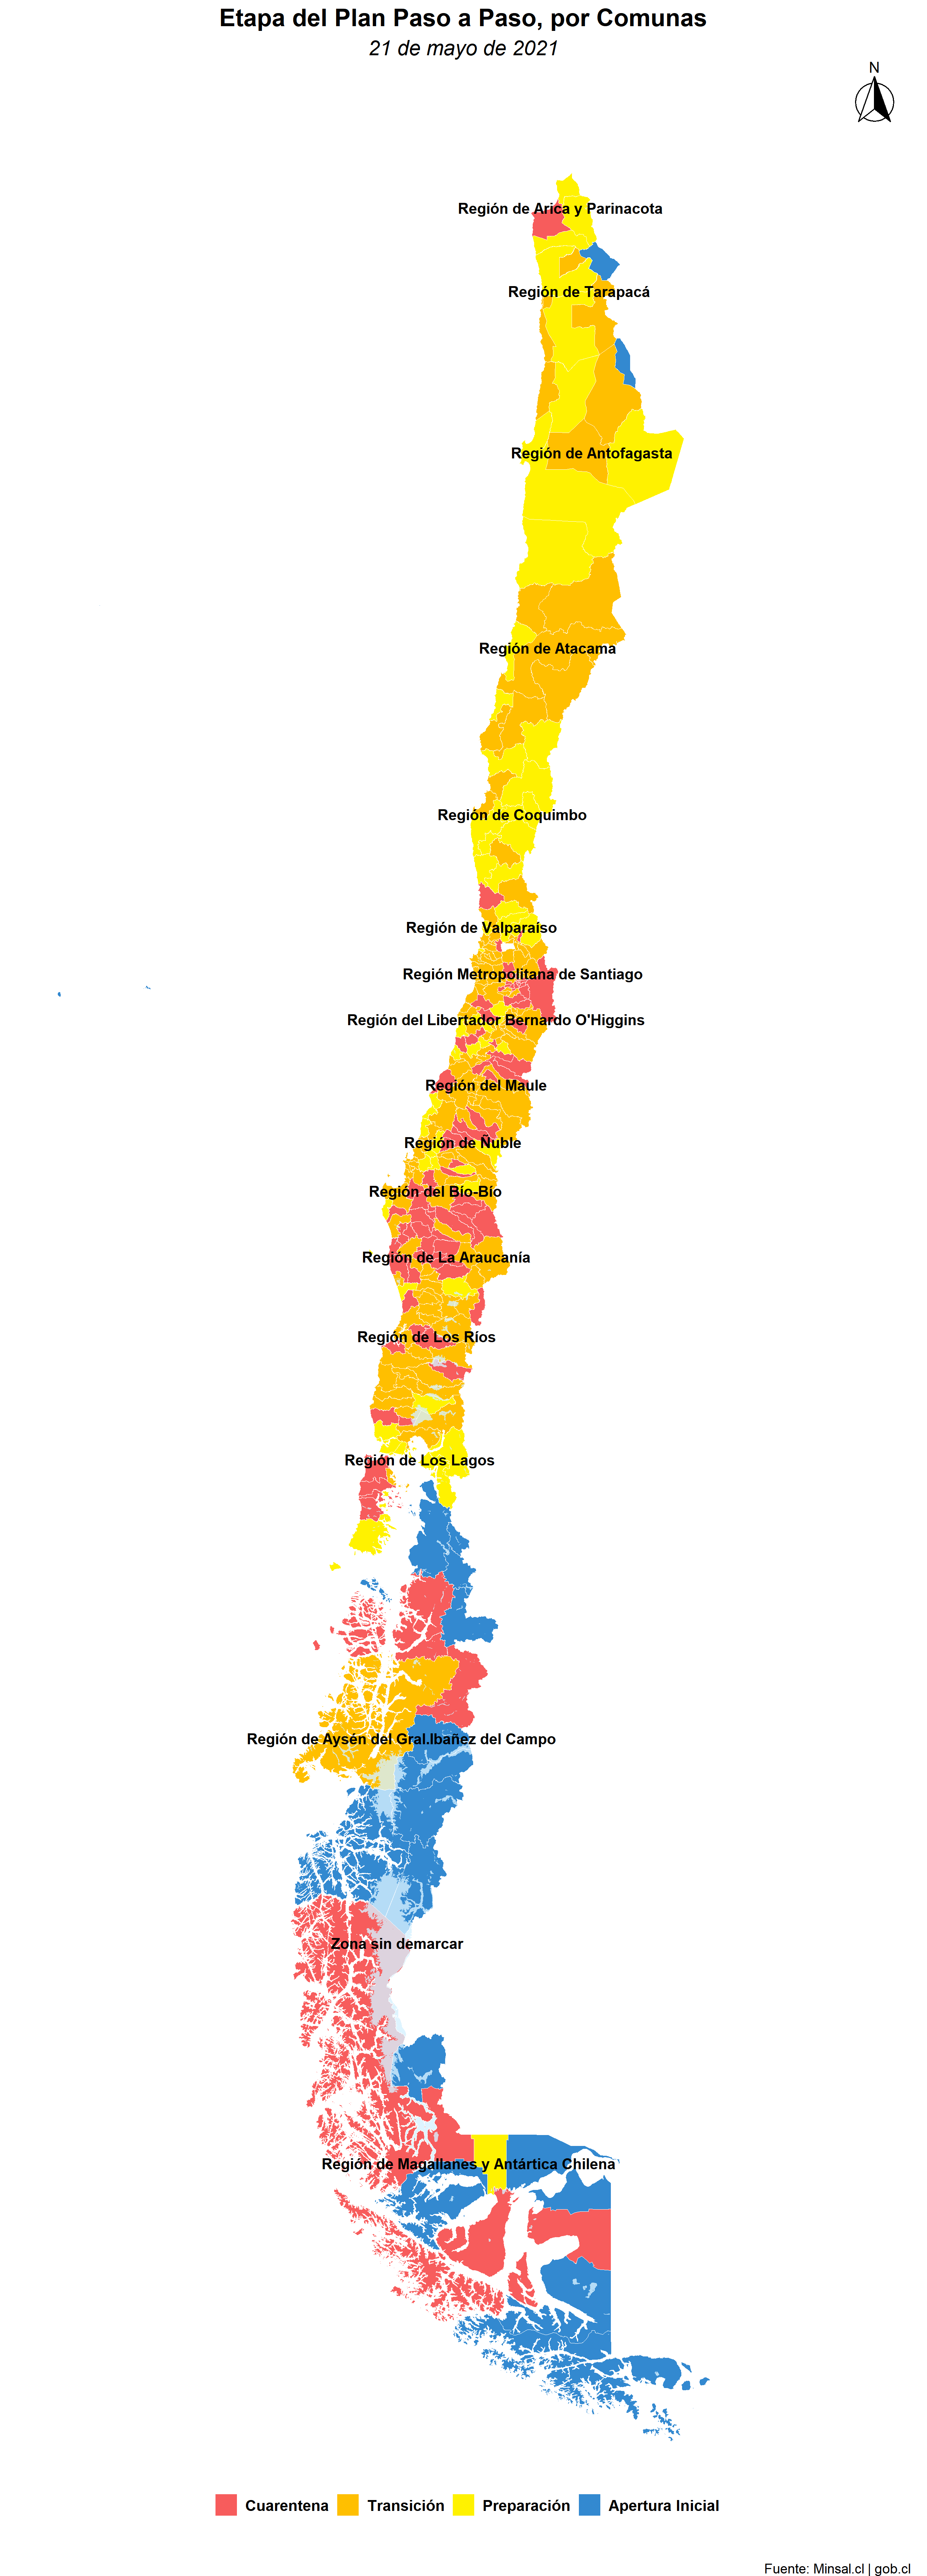 Etapa del Plan Paso a Paso, por Comunas
21 de mayo de 2021
N
Región de Arica y Parinacota
Región de Tarapacá
Región de Antofagasta
Región de Atacama
Región de Coquimbo
Región de Valparaíso
Región Metropolitana de Santiago
Región del Libertador Bernardo O'Higgins
Región del Maule
Región de Ñuble
Región del Bío-Bío
Región de La Araucanía
Región de Los Ríos
Región de Los Lagos
Región de Aysén del Gral.Ibañez del Campo
Zona sin demarcar
Región de Magallanes y Antártica Chilena
Cuarentena Transición Preparación Apertura Inicial
Fuente: Minsal.cl | gob.cl